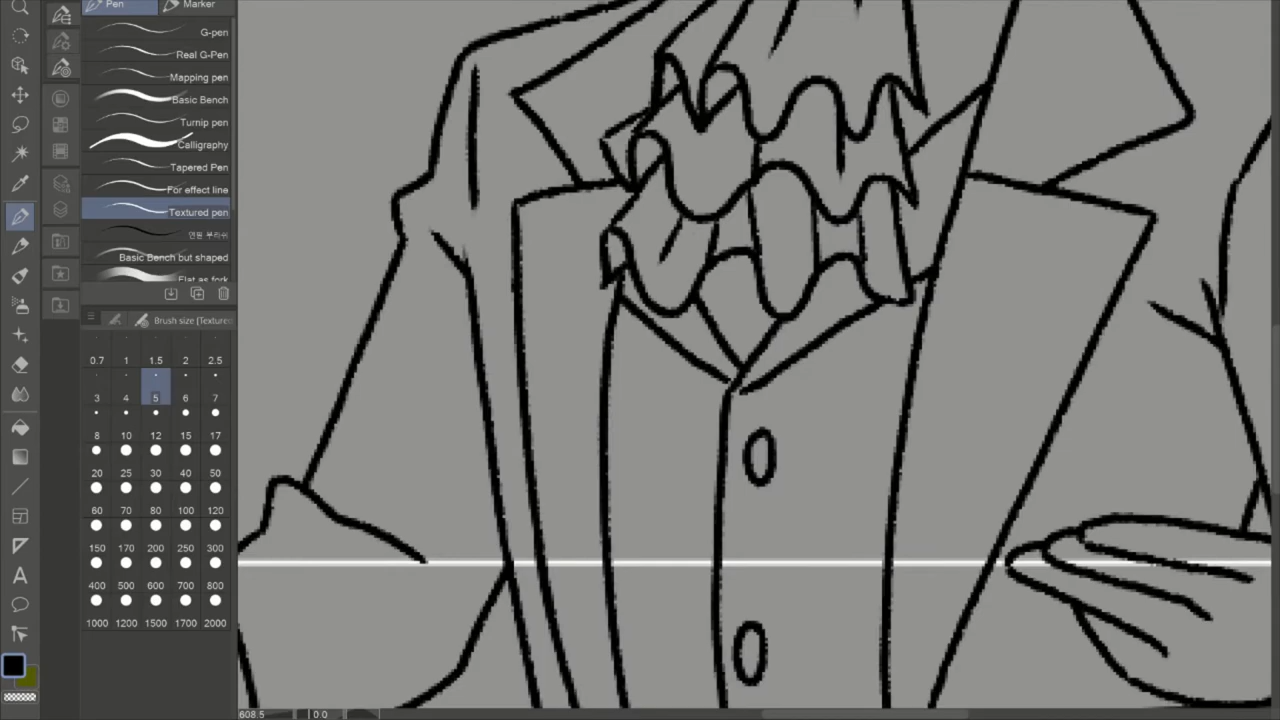 Pen Marker
G-pen
Real G-Pen
Mapping pen
Basic Bench
Turnip pen
Calligraphy
Tapered Pen
For effect line
Textured pen
연필 부러쉬
Basic Bench but shaped
Flat as fork
Brush size (Texture
0.7 1 1.5 2 2.5
3 4 5 6 7
8 10 12 15 17
20 25 30 40 50
60 70 80 100 120
150 170 200 250 300
400 500 600 700 800
1000 1200 1500 1700 2000
608.5 0.0